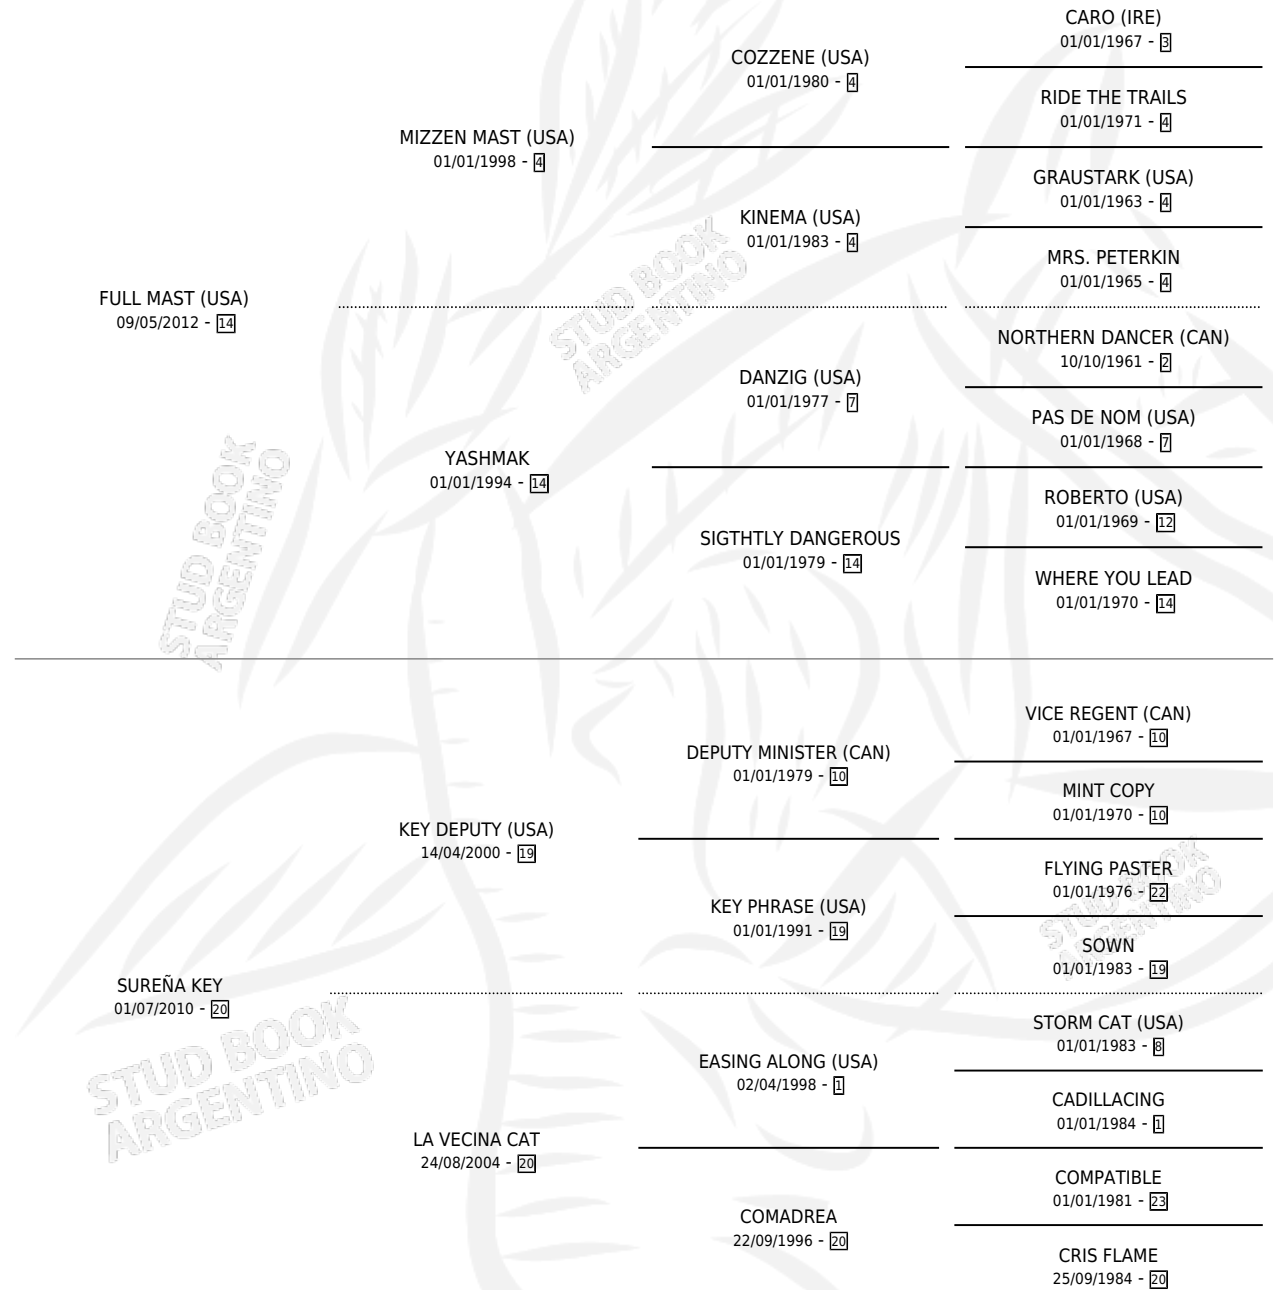 CARO (IRE)
01/01/1967 - 3
COZZENE (USA)
01/01/1980 - 4
RIDE THE TRAILS
01/01/1971 - 4
MIZZEN MAST (USA)
01/01/1998 - 4
GRAUSTARK (USA)
01/01/1963 - 4
KINEMA (USA)
01/01/1983 - 4
MRS. PETERKIN
01/01/1965 - 4
FULL MAST (USA)
09/05/2012 - 14
NORTHERN DANCER (CAN)
10/10/1961 - 2
DANZIG (USA)
01/01/1977 - 7
PAS DE NOM (USA)
01/01/1968 - 7
YASHMAK
01/01/1994 - 14
ROBERTO (USA)
01/01/1969 - 12
SIGTHTLY DANGEROUS
01/01/1979 - 14
WHERE YOU LEAD
01/01/1970 - 14
VICE REGENT (CAN)
01/01/1967 - 10
DEPUTY MINISTER (CAN)
01/01/1979 - 10
MINT COPY
01/01/1970 - 10
KEY DEPUTY (USA)
14/04/2000 - 19
FLYING PASTER
01/01/1976 - 22
KEY PHRASE (USA)
01/01/1991 - 19
SOWN
01/01/1983 - 19
SUREÑA KEY
01/07/2010 - 20
STORM CAT (USA)
01/01/1983 - 8
EASING ALONG (USA)
02/04/1998 - 1
CADILLACING
01/01/1984 - 1
LA VECINA CAT
24/08/2004 - 20
COMPATIBLE
01/01/1981 - 23
COMADREA
22/09/1996 - 20
CRIS FLAME
25/09/1984 - 20
STUD BOOK
ARGENTINO
STUD BOOK
ARGENTINO
STUD BOOK
ARGENTINO
STUD BOOK
ARGENTINO